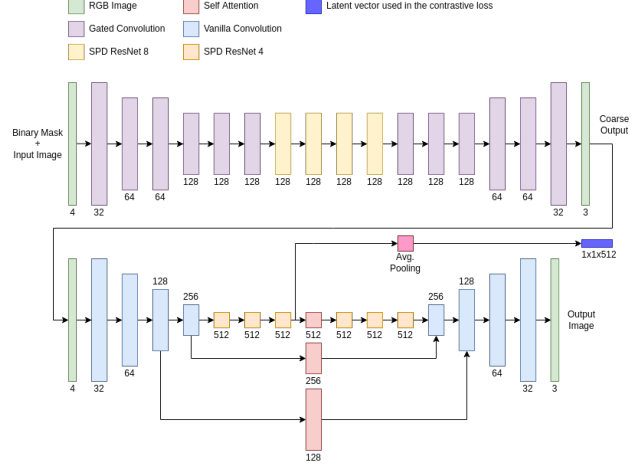 RGB Image
Self Attention
Latent vector used in the contrastive loss
Gated Convolution
Vanilla Convolution
SPD ResNet 8
SPD ResNet 4
Binary Mask
+
Input Image
Coarse
Output
4
32
64
64
128
128
128
128
128
128
128
128
128
128
64
64
32
3
Avg.
Pooling
1x1x512
128
256
256
128
512
512
512
512
512
512
512
Output
Image
4
32
64
256
128
64
32
3